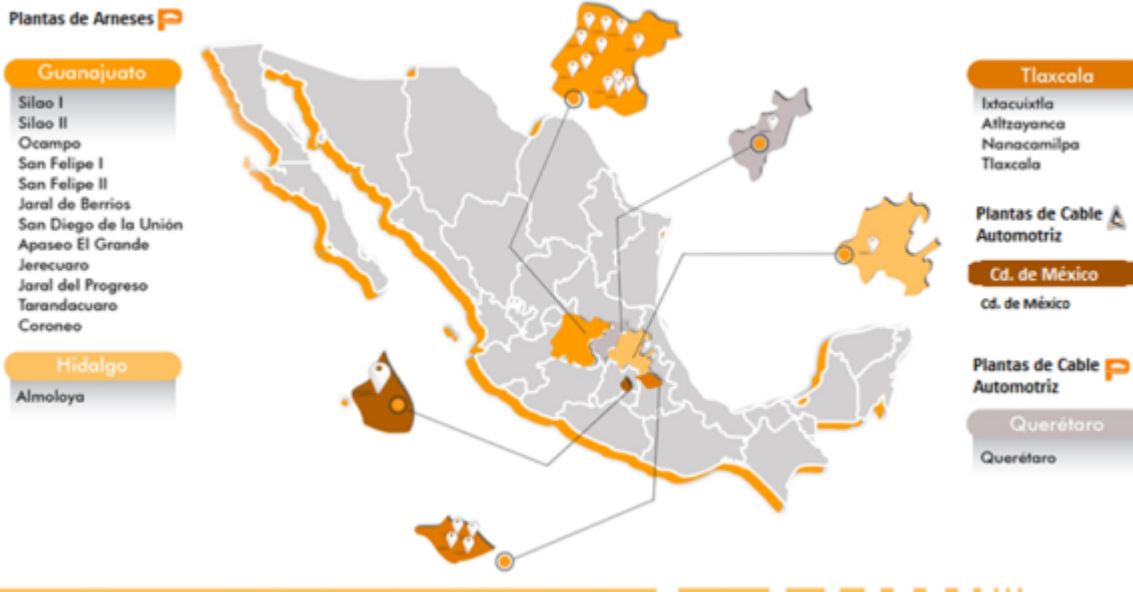 Plantas de Arneses
Guanajuato
Silao I
Silao II
Ocampo
San Felipe I
San Felipe II
Jaral de Berrios
San Diego de la Unión
Apaseo El Grande
Jerecuaro
Jaral del Progreso
Tarandacuaro
Coroneo
Hidalgo
Almoloya
Tlaxcala
Ixtacuixtla
Atltzayanca
Nanacamilpa
Tlaxcala
Plantas de Cable
Automotriz
Cd. de México
Cd. de México
Plantas de Cable
Automotriz
Querétaro
Querétaro